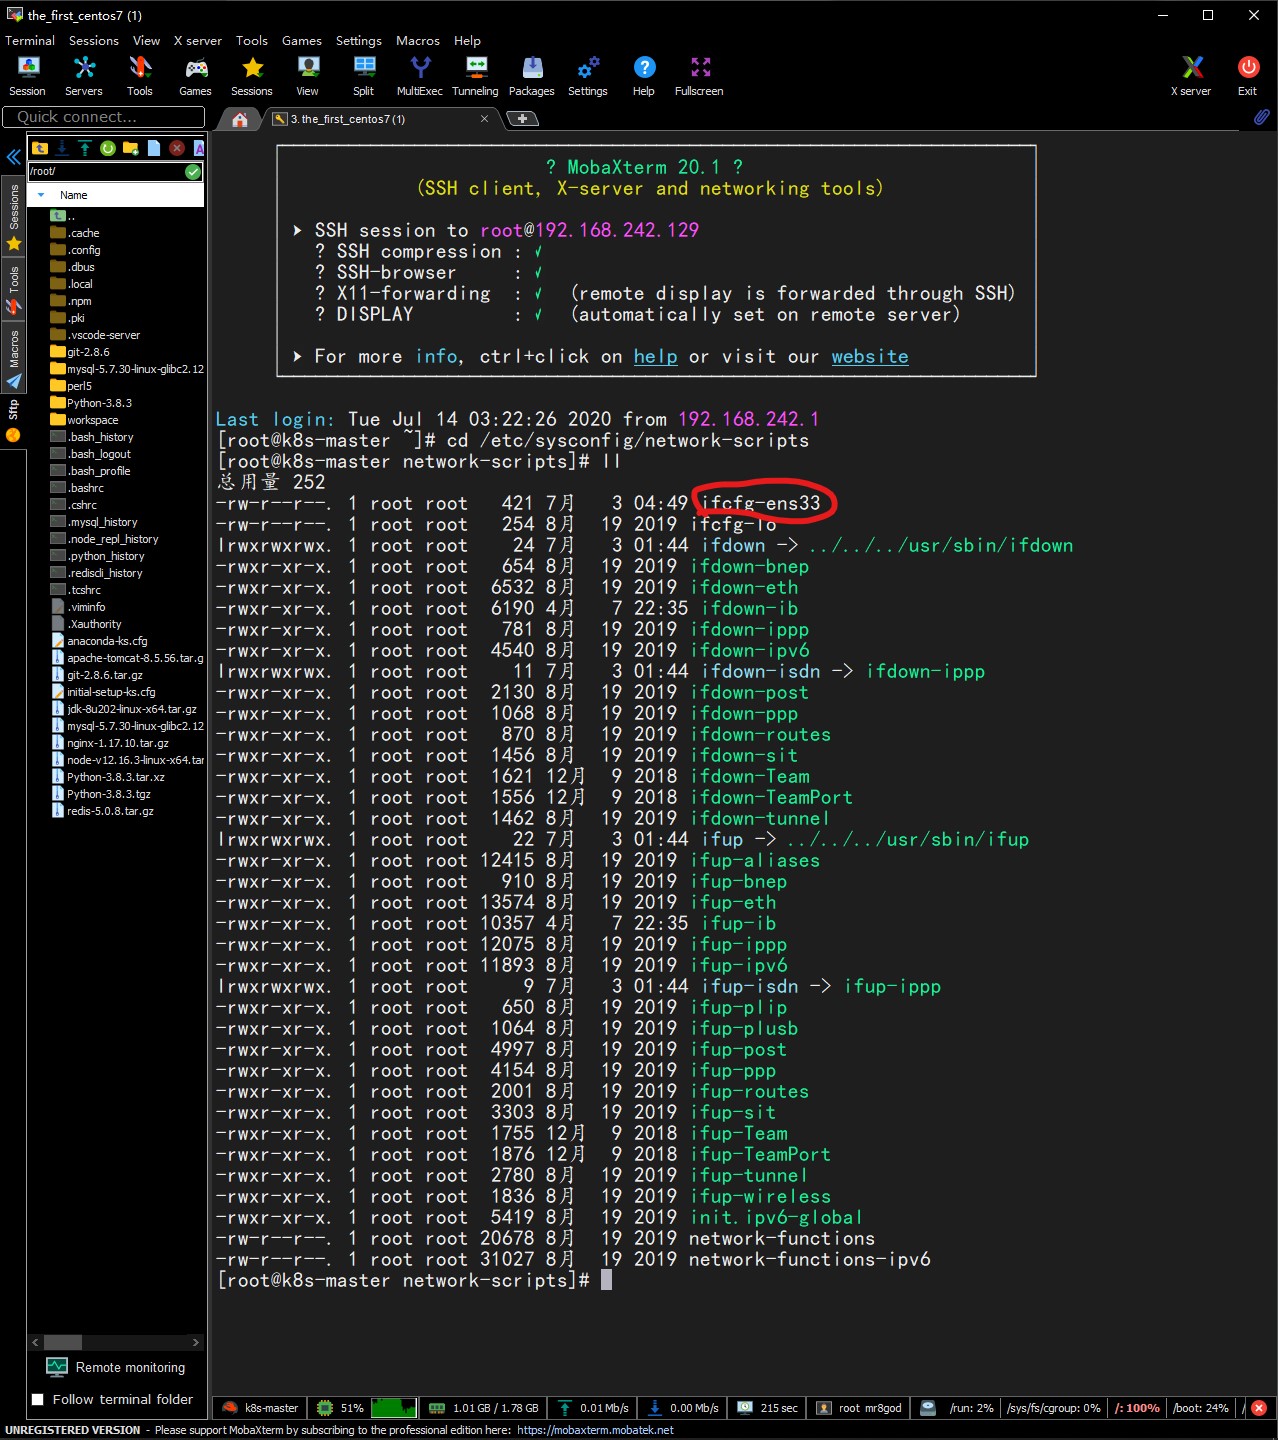 the_first_centos7 (1)
Terminal Sessions View X server Tools Games Settings Macros Help
Session Servers Tools Games Sessions View Split MultiExec Tunneling Packages Settings Help Fullscreen X server Exit
Quick connect...
3. the_first_centos7 (1)
/root/
Name
..
.cache
.config
.dbus
.local
.npm
.pki
.vscode-server
git-2.8.6
mysql-5.7.30-linux-glibc2.12
perl5
Python-3.8.3
workspace
.bash_history
.bash_logout
.bash_profile
.bashrc
.cshrc
.mysql_history
.node_repl_history
.python_history
.rediscli_history
.tcshrc
.viminfo
.Xauthority
anaconda-ks.cfg
apache-tomcat-8.5.56.tar.g
git-2.8.6.tar.gz
initial-setup-ks.cfg
jdk-8u202-linux-x64.tar.gz
mysql-5.7.30-linux-glibc2.12
nginx-1.17.10.tar.gz
node-v12.16.3-linux-x64.tar
Python-3.8.3.tar.xz
Python-3.8.3.tgz
redis-5.0.8.tar.gz
Sessions
Tools
Macros
Sftp
Remote monitoring
Follow terminal folder
? MobaXterm 20.1 ?
(SSH client, X-server and networking tools)
SSH session to root@192.168.242.129
? SSH compression : √
? SSH-browser : √
? X11-forwarding : √ (remote display is forwarded through SSH)
? DISPLAY : √ (automatically set on remote server)
For more info, ctrl+click on help or visit our website
Last login: Tue Jul 14 03:22:26 2020 from 192.168.242.1
[root@k8s-master ~]# cd /etc/sysconfig/network-scripts
[root@k8s-master network-scripts]# ll
总用量 252
-rw-r--r--. 1 root root 421 7月 3 04:49 ifcfg-ens33
-rw-r--r--. 1 root root 254 8月 19 2019 ifcfg-lo
lrwxrwxrwx. 1 root root 24 7月 3 01:44 ifdown -> ../../../usr/sbin/ifdown
-rwxr-xr-x. 1 root root 654 8月 19 2019 ifdown-bnep
-rwxr-xr-x. 1 root root 6532 8月 19 2019 ifdown-eth
-rwxr-xr-x. 1 root root 6190 4月 7 22:35 ifdown-ib
-rwxr-xr-x. 1 root root 781 8月 19 2019 ifdown-ippp
-rwxr-xr-x. 1 root root 4540 8月 19 2019 ifdown-ipv6
lrwxrwxrwx. 1 root root 11 7月 3 01:44 ifdown-isdn -> ifdown-ippp
-rwxr-xr-x. 1 root root 2130 8月 19 2019 ifdown-post
-rwxr-xr-x. 1 root root 1068 8月 19 2019 ifdown-ppp
-rwxr-xr-x. 1 root root 870 8月 19 2019 ifdown-routes
-rwxr-xr-x. 1 root root 1456 8月 19 2019 ifdown-sit
-rwxr-xr-x. 1 root root 1621 12月 9 2018 ifdown-Team
-rwxr-xr-x. 1 root root 1556 12月 9 2018 ifdown-TeamPort
-rwxr-xr-x. 1 root root 1462 8月 19 2019 ifdown-tunnel
lrwxrwxrwx. 1 root root 22 7月 3 01:44 ifup -> ../../../usr/sbin/ifup
-rwxr-xr-x. 1 root root 12415 8月 19 2019 ifup-aliases
-rwxr-xr-x. 1 root root 910 8月 19 2019 ifup-bnep
-rwxr-xr-x. 1 root root 13574 8月 19 2019 ifup-eth
-rwxr-xr-x. 1 root root 10357 4月 7 22:35 ifup-ib
-rwxr-xr-x. 1 root root 12075 8月 19 2019 ifup-ippp
-rwxr-xr-x. 1 root root 11893 8月 19 2019 ifup-ipv6
lrwxrwxrwx. 1 root root 9 7月 3 01:44 ifup-isdn -> ifup-ippp
-rwxr-xr-x. 1 root root 650 8月 19 2019 ifup-plip
-rwxr-xr-x. 1 root root 1064 8月 19 2019 ifup-plusb
-rwxr-xr-x. 1 root root 4997 8月 19 2019 ifup-post
-rwxr-xr-x. 1 root root 4154 8月 19 2019 ifup-ppp
-rwxr-xr-x. 1 root root 2001 8月 19 2019 ifup-routes
-rwxr-xr-x. 1 root root 3303 8月 19 2019 ifup-sit
-rwxr-xr-x. 1 root root 1755 12月 9 2018 ifup-Team
-rwxr-xr-x. 1 root root 1876 12月 9 2018 ifup-TeamPort
-rwxr-xr-x. 1 root root 2780 8月 19 2019 ifup-tunnel
-rwxr-xr-x. 1 root root 1836 8月 19 2019 ifup-wireless
-rwxr-xr-x. 1 root root 5419 8月 19 2019 init.ipv6-global
-rw-r--r--. 1 root root 20678 8月 19 2019 network-functions
-rw-r--r--. 1 root root 31027 8月 19 2019 network-functions-ipv6
[root@k8s-master network-scripts]#
k8s-master 51% 1.01 GB / 1.78 GB 0.01 Mb/s 0.00 Mb/s 215 sec root mr8god /run: 2% /sys/fs/cgroup: 0% /: 100% /boot: 24% /
UNREGISTERED VERSION - Please support MobaXterm by subscribing to the professional edition here: https://mobaxterm.mobatek.net